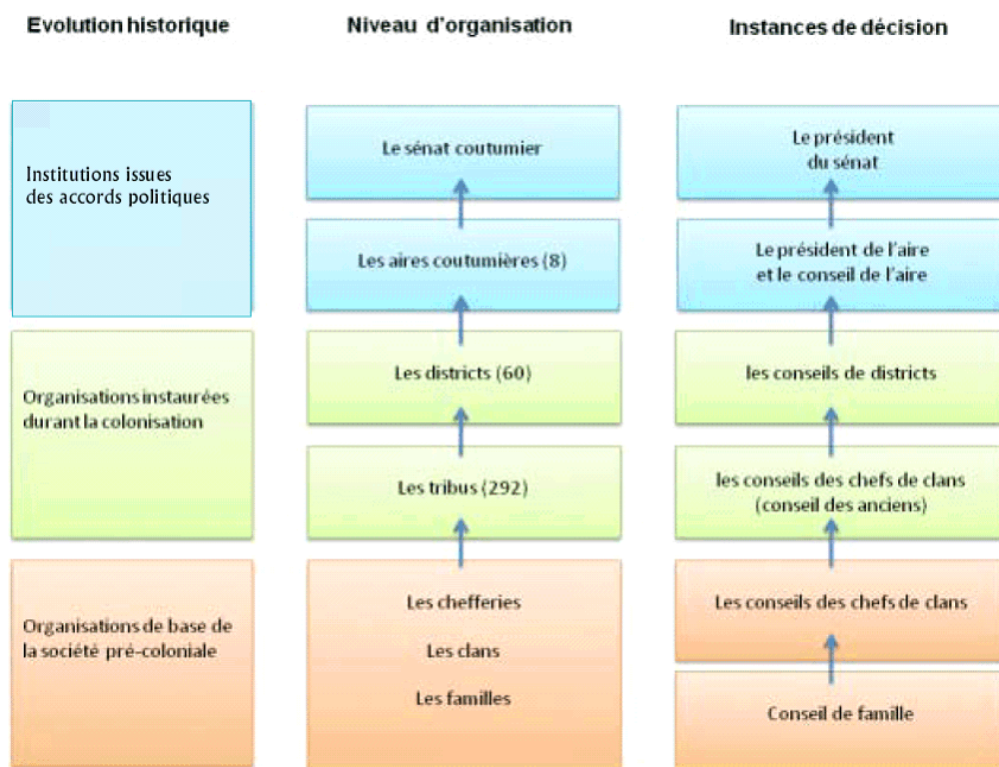 Evolution historique
Niveau d'organisation
Instances de décision
Institutions issues
des accords politiques
Le sénat coutumier
Le président
du sénat
Les aires coutumières (8)
Le président de l'aire
et le conseil de l'aire
Organisations instaurées
durant la colonisation
Les districts (60)
les conseils de districts
Les tribus (292)
les conseils des chefs de clans
(conseil des anciens)
Organisations de base de
la société pré-coloniale
Les chefferies
Les clans
Les familles
Les conseils des chefs de clans
Conseil de famille